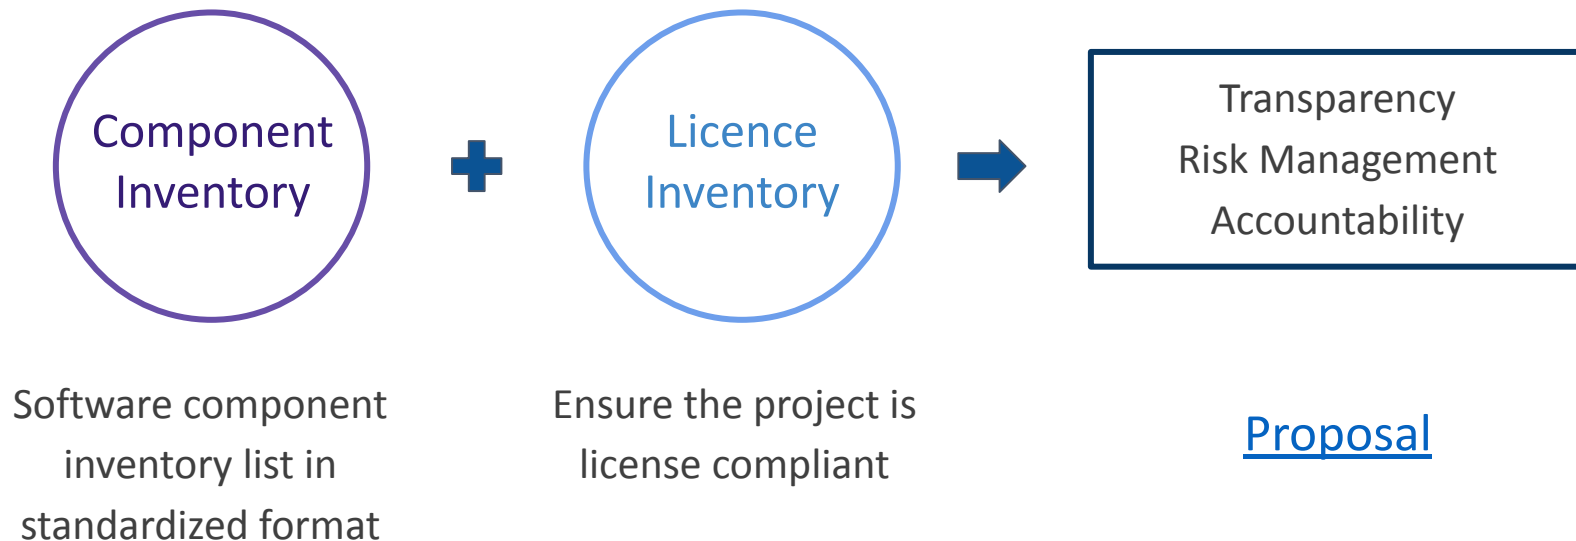 Component
Inventory
Licence
Inventory
Transparency
Risk Management
Accountability
Software component
inventory list in
standardized format
Ensure the project is
license compliant
Proposal